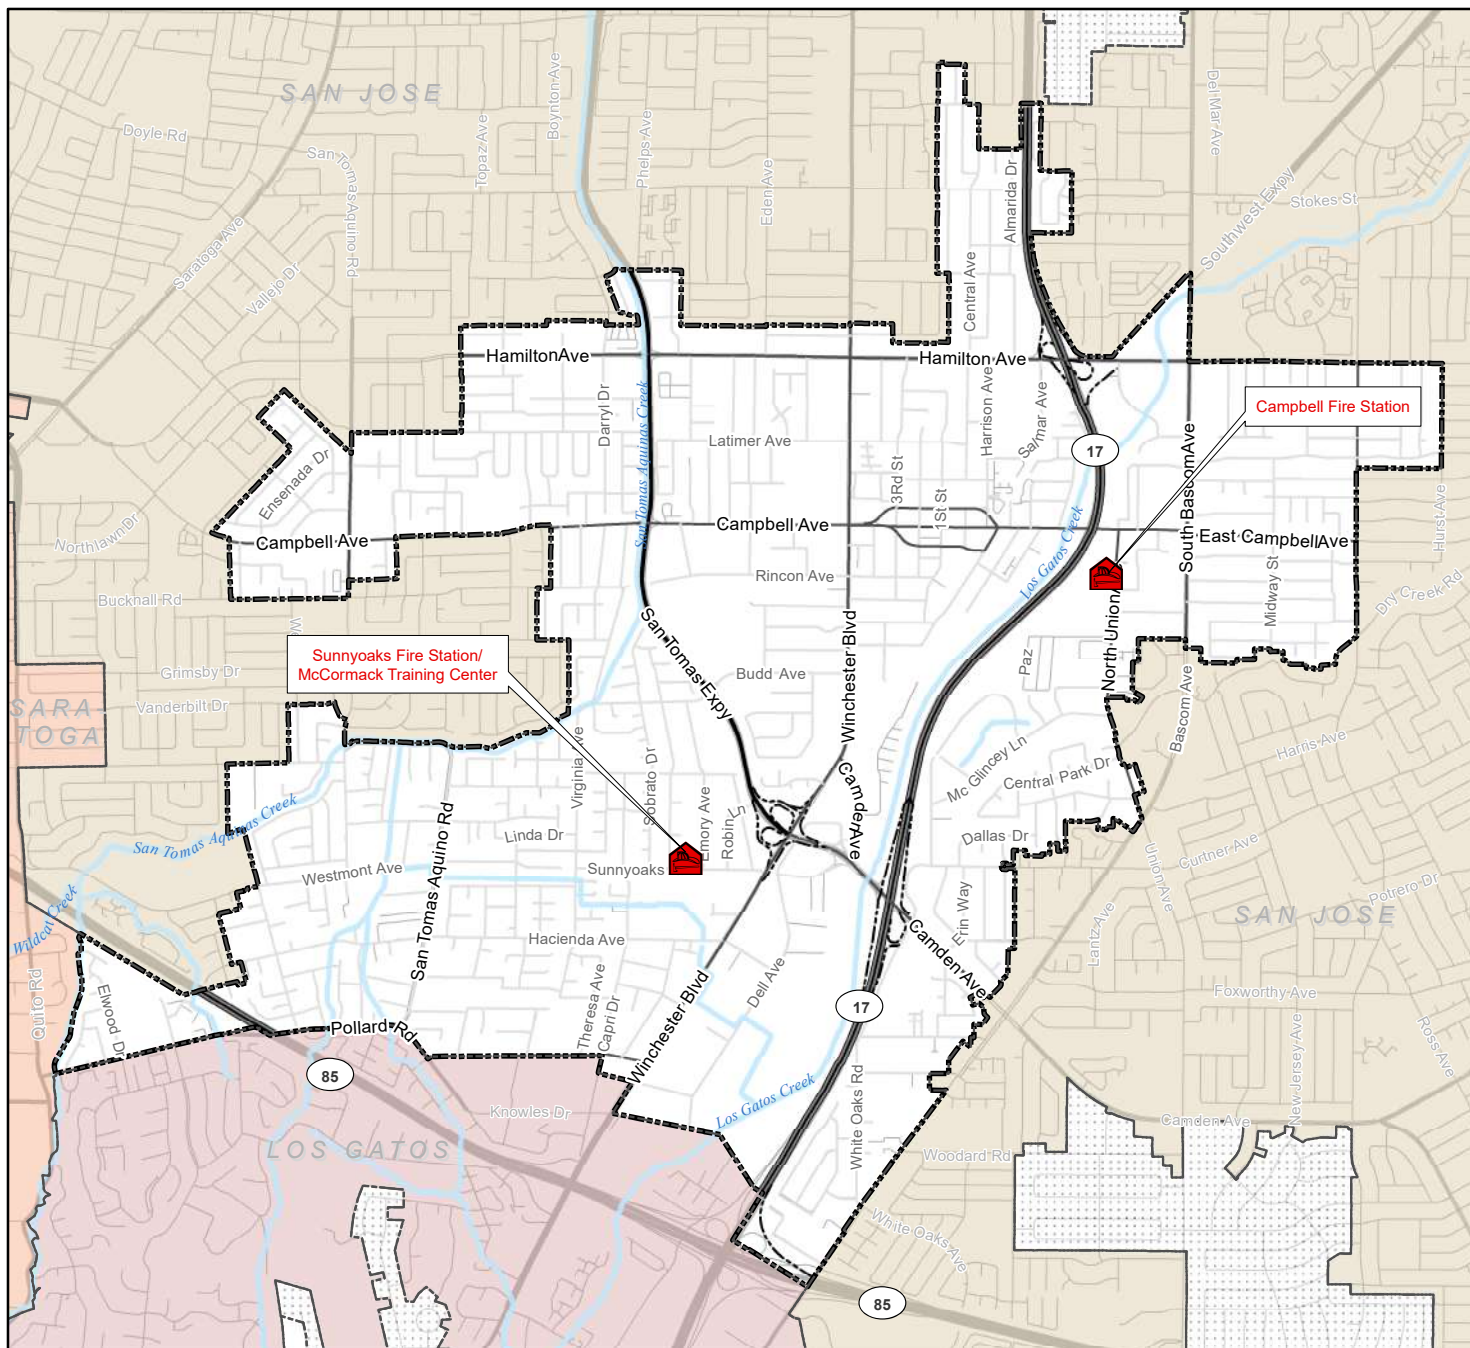 SAN JOSE
Doyle Rd
San Tomas Aquino Rd
Topaz Ave
Boynton Ave
Phelps Ave
Eden Ave
Del Mar Ave
Saratoga Ave
Vallejo Dr
Almarida Dr
Southwest Expy
Stokes St
Central Ave
HamiltonAve
Hamilton Ave
Darryl Dr
San Tomas Aquinas Creek
Latimer Ave
Harrison Ave
Salmar Ave
17
Campbell Fire Station
South BascomAve
Ensenada Dr
3Rd St
1St St
Campbell Ave
Campbell Ave
East CampbellAve
Hurst Ave
Northlawn Dr
Bucknall Rd
Rincon Ave
Los Gatos Creek
Midway St
Dry Creek Rd
North Union
Sunnyoaks Fire Station/
McCormack Training Center
San Tomas Expy
Winchester Blvd
Budd Ave
Paz
Grimsby Dr
Vanderbilt Dr
SARA-
TOGA
Bascom Ave
Harris Ave
Virginia Ave
Sobrato Dr
Emory Ave
Robin Ln
CamdenAve
Mc Glincey Ln
Central Park Dr
San Tomas Aquinas Creek
San Tomas Aquino Rd
Linda Dr
Dallas Dr
Union Ave
Curtner Ave
Westmont Ave
Sunnyoaks
Potrero Dr
Wildcat Creek
Hacienda Ave
Erin Way
Lantz Ave
SAN JOSE
Camden Ave
Quito Rd
Elwood Dr
Theresa Ave
Capri Dr
Dell Ave
Winchester Blvd
Foxworthy Ave
Pollard Rd
17
85
Ross Ave
New Jersey Ave
Knowles Dr
Los Gatos Creek
White Oaks Rd
Camden Ave
LOS GATOS
Woodard Rd
White Oaks Ave
85